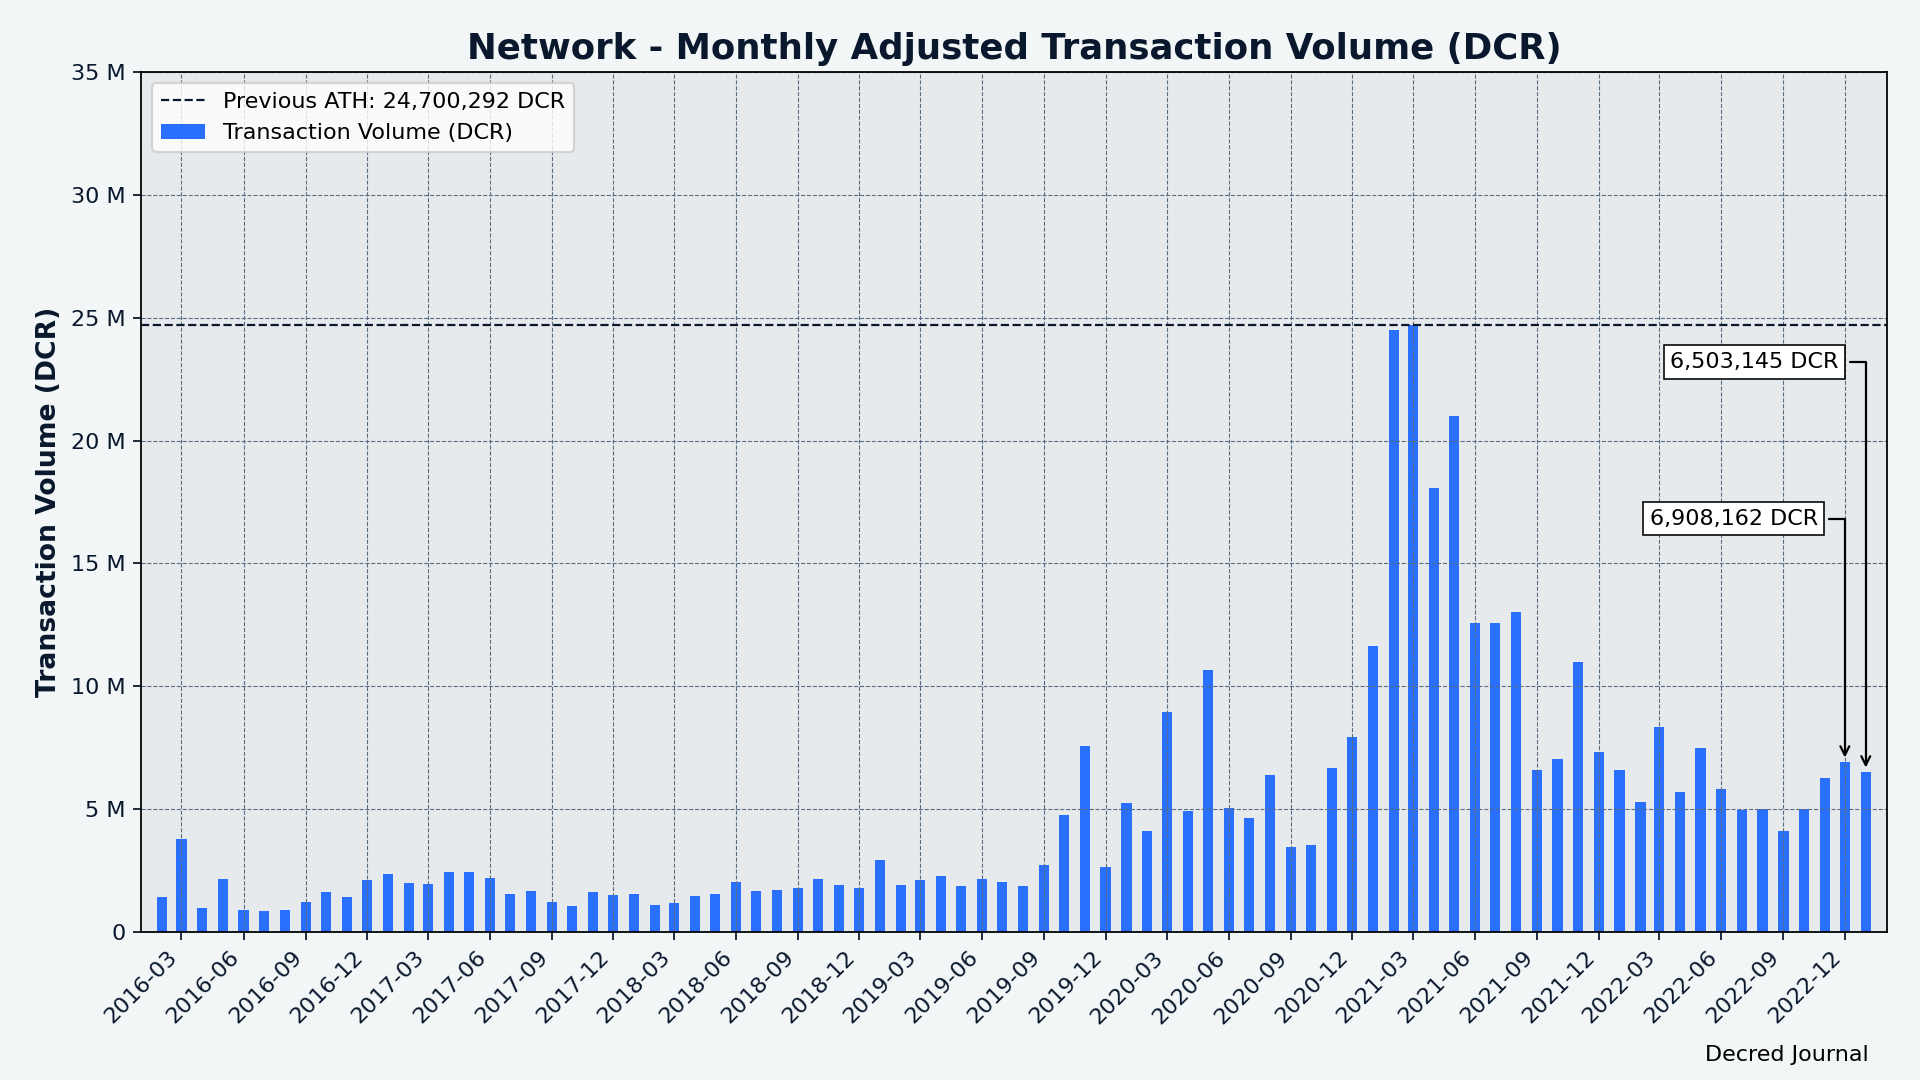 Network - Monthly Adjusted Transaction Volume (DCR)
Previous ATH: 24,700,292 DCR
Transaction Volume (DCR)
Transaction Volume (DCR)
35 M
30 M
25 M
20 M
15 M
10 M
5 M
0
6,503,145 DCR
6,908,162 DCR
2016-03
2016-06
2016-09
2016-12
2017-03
2017-06
2017-09
2017-12
2018-03
2018-06
2018-09
2018-12
2019-03
2019-06
2019-09
2019-12
2020-03
2020-06
2020-09
2020-12
2021-03
2021-06
2021-09
2021-12
2022-03
2022-06
2022-09
2022-12
Decred Journal